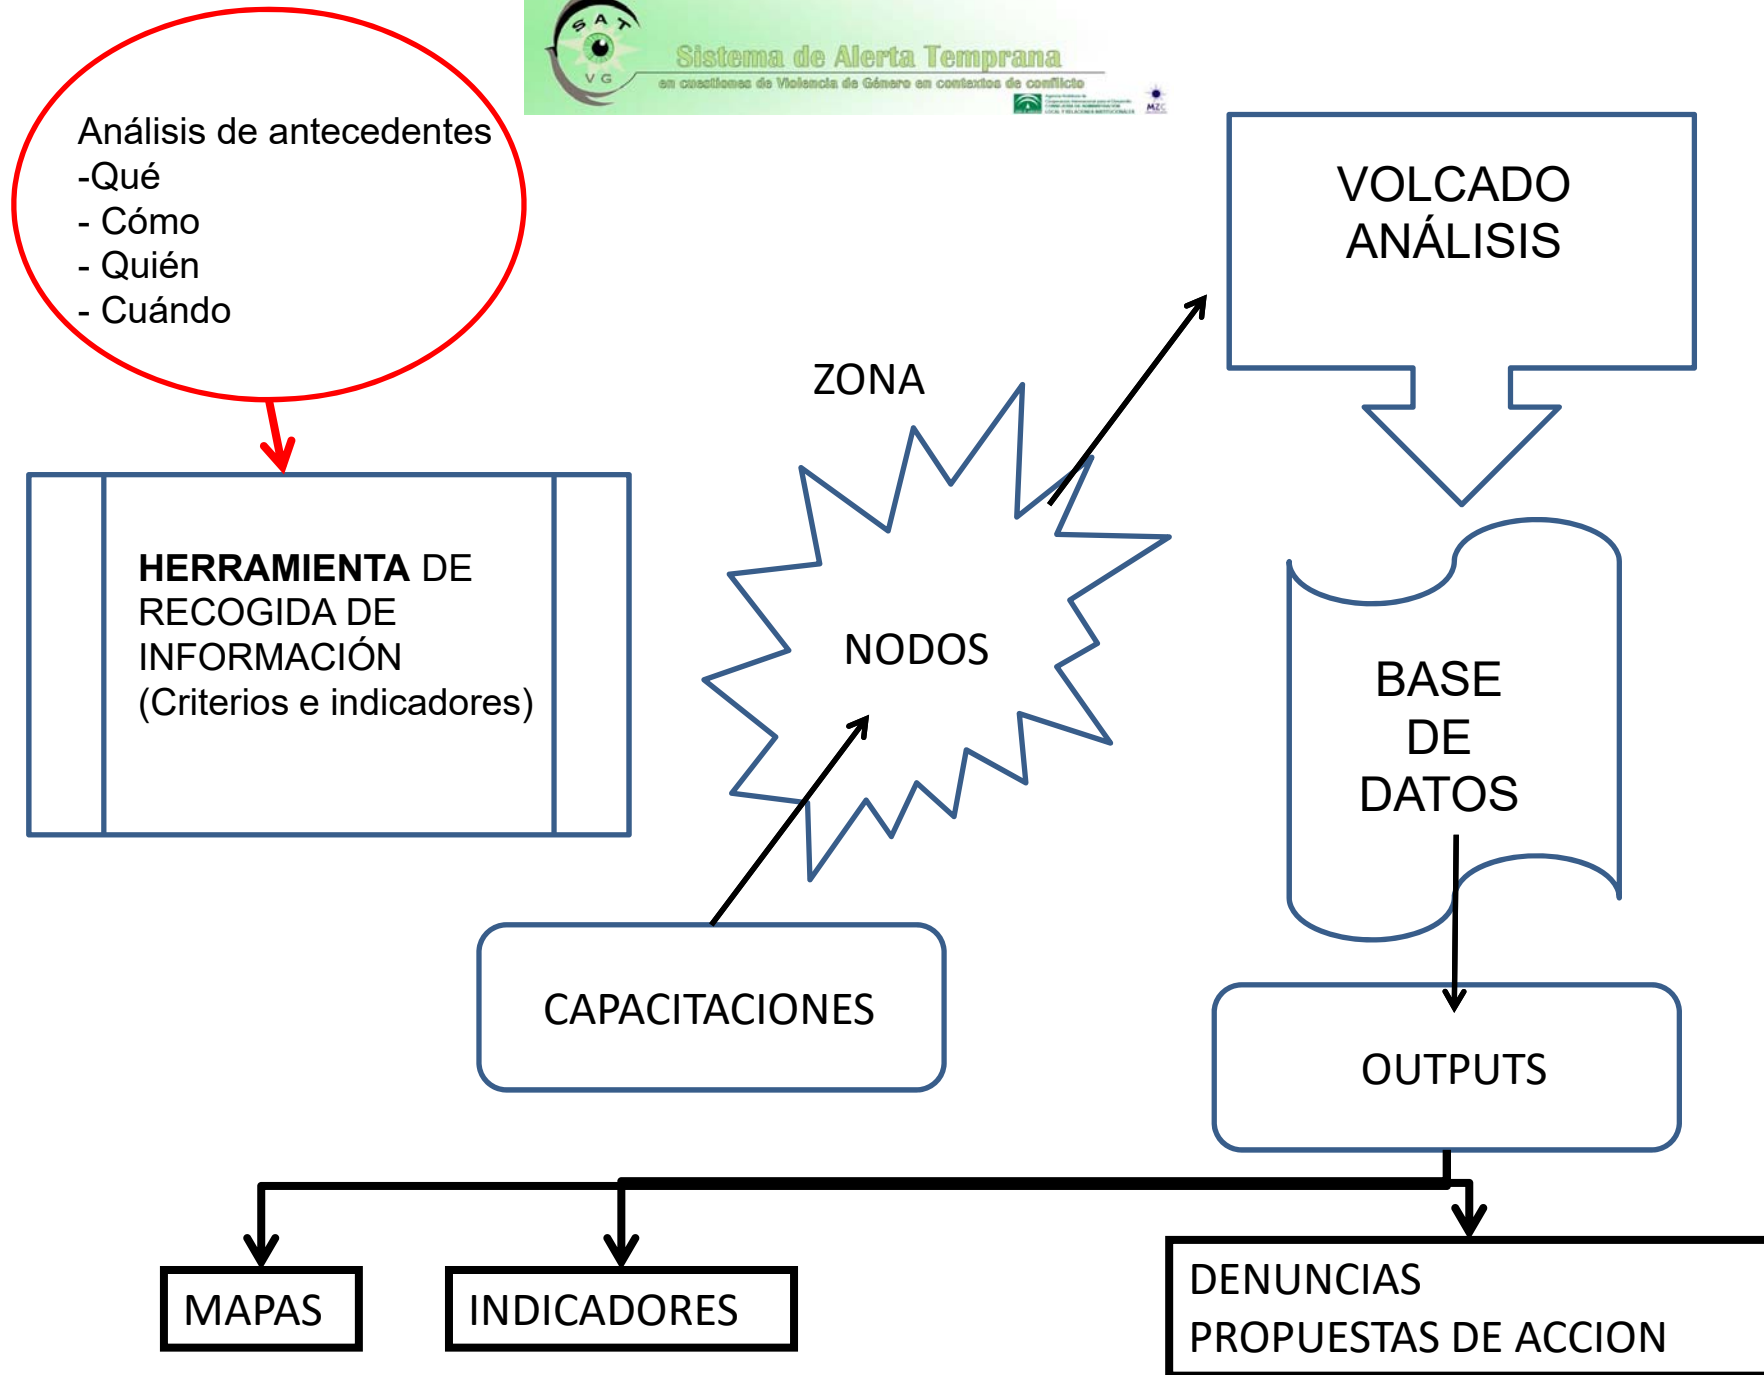 SAT
VG
Sistema de Alerta Temprana
en cuestiones de Violencia de Género en contextos de conflicto
MZC
Análisis de antecedentes
-Qué
- Cómo
- Quién
- Cuándo
VOLCADO
ANÁLISIS
ZONA
HERRAMIENTA DE
RECOGIDA DE
INFORMACIÓN
(Criterios e indicadores)
NODOS
BASE
DE
DATOS
CAPACITACIONES
OUTPUTS
MAPAS
INDICADORES
DENUNCIAS
PROPUESTAS DE ACCION